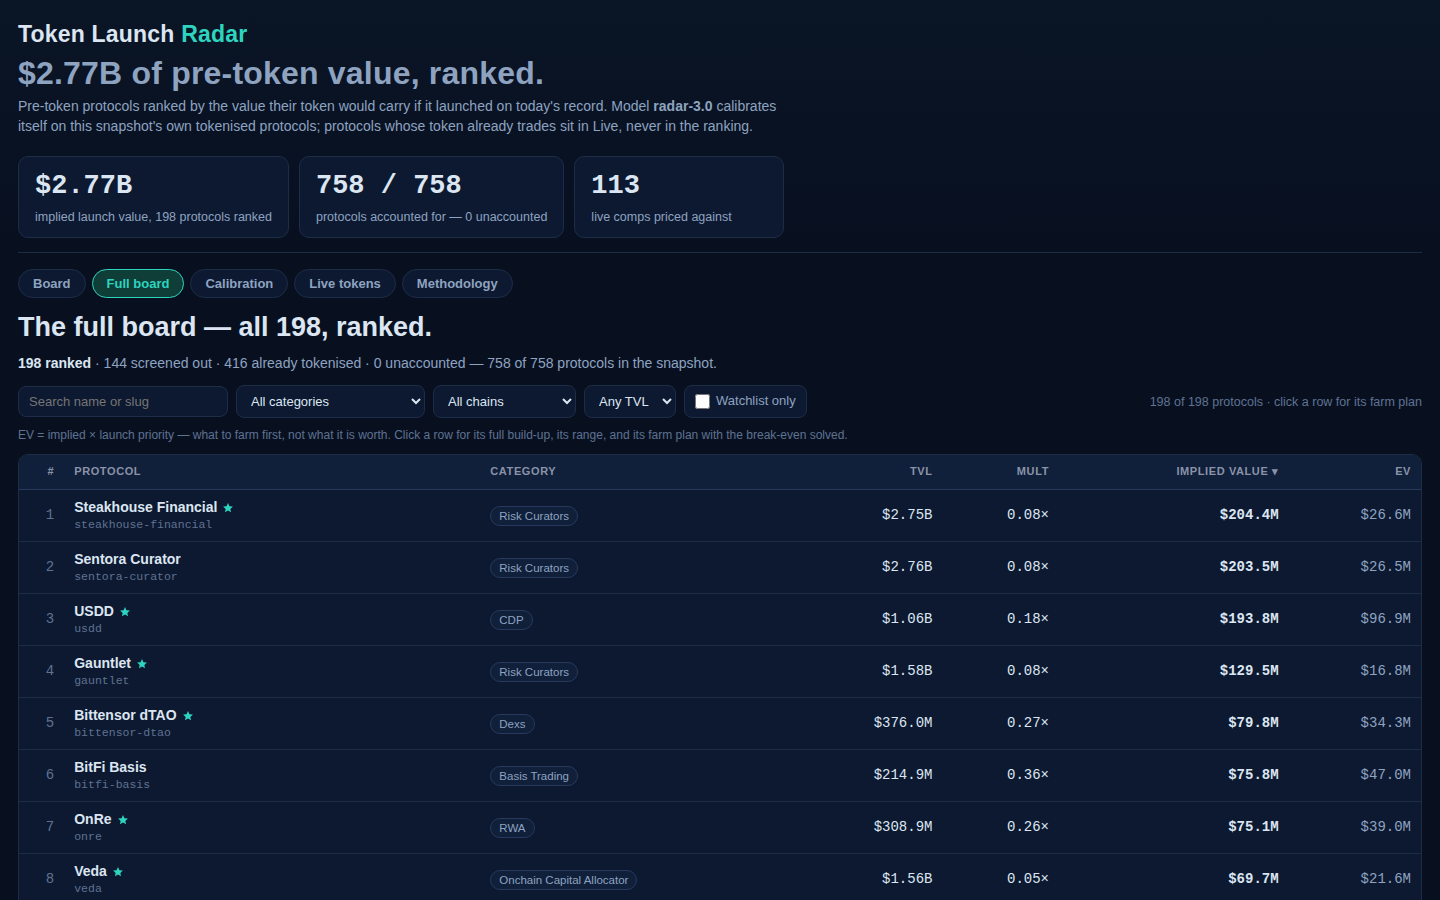 Token Launch Radar
$2.77B of pre-token value, ranked.
Pre-token protocols ranked by the value their token would carry if it launched on today's record. Model radar-3.0 calibrates
itself on this snapshot's own tokenised protocols; protocols whose token already trades sit in Live, never in the ranking.
$2.77B
implied launch value, 198 protocols ranked
758 / 758
protocols accounted for — 0 unaccounted
113
live comps priced against
Board Full board Calibration Live tokens Methodology
The full board — all 198, ranked.
198 ranked · 144 screened out · 416 already tokenised · 0 unaccounted — 758 of 758 protocols in the snapshot.
Search name or slug All categories All chains Any TVL Watchlist only 198 of 198 protocols · click a row for its farm plan
EV = implied × launch priority — what to farm first, not what it is worth. Click a row for its full build-up, its range, and its farm plan with the break-even solved.
# PROTOCOL CATEGORY TVL MULT IMPLIED VALUE ▾ EV
1 Steakhouse Financial ★ Risk Curators $2.75B 0.08× $204.4M $26.6M
steakhouse-financial
2 Sentora Curator Risk Curators $2.76B 0.08× $203.5M $26.5M
sentora-curator
3 USDD ★ CDP $1.06B 0.18× $193.8M $96.9M
usdd
4 Gauntlet ★ Risk Curators $1.58B 0.08× $129.5M $16.8M
gauntlet
5 Bittensor dTAO ★ Dexs $376.0M 0.27× $79.8M $34.3M
bittensor-dtao
6 BitFi Basis Basis Trading $214.9M 0.36× $75.8M $47.0M
bitfi-basis
7 OnRe ★ RWA $308.9M 0.26× $75.1M $39.0M
onre
8 Veda ★ Onchain Capital Allocator $1.56B 0.05× $69.7M $21.6M
veda